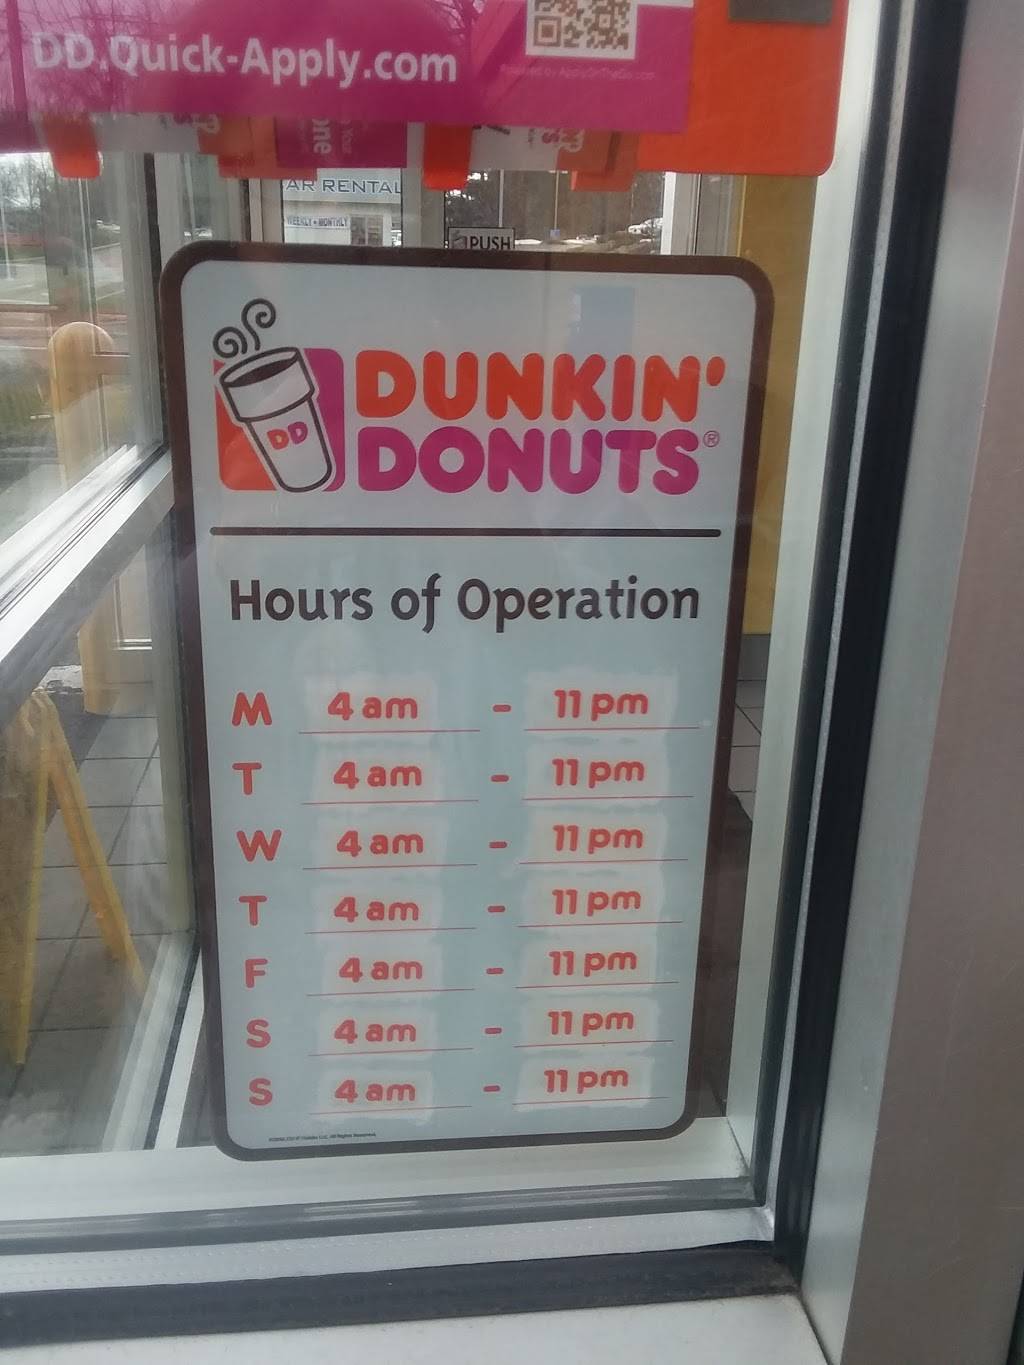 DD.Quick-Apply.com
AR RENTAL
WEEKLY • MONTHLY
PUSH
DD
DUNKIN'
DONUTS®
Hours of Operation
M 4 am - 11 pm
T 4 am - 11 pm
W 4 am - 11 pm
T 4 am - 11 pm
F 4 am - 11 pm
S 4 am - 11 pm
S 4 am - 11 pm